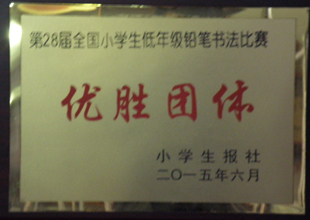 第28届全国小学生低年级铅笔书法比赛
优胜团体
小学生报社
二〇一五年六月